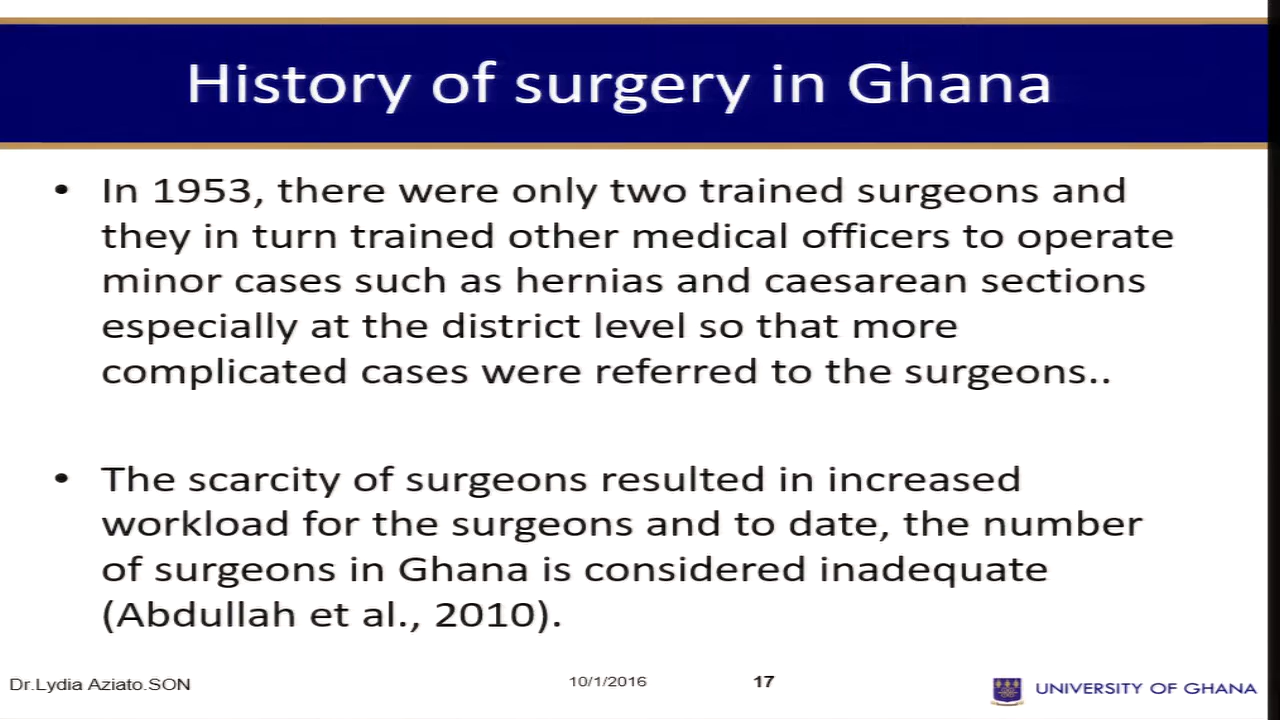 History of surgery in Ghana
• In 1953, there were only two trained surgeons and
they in turn trained other medical officers to operate
minor cases such as hernias and caesarean sections
especially at the district level so that more
complicated cases were referred to the surgeons..
• The scarcity of surgeons resulted in increased
workload for the surgeons and to date, the number
of surgeons in Ghana is considered inadequate
(Abdullah et al., 2010).
Dr.Lydia Aziato.SON
10/1/2016
17
UNIVERSITY OF GHANA